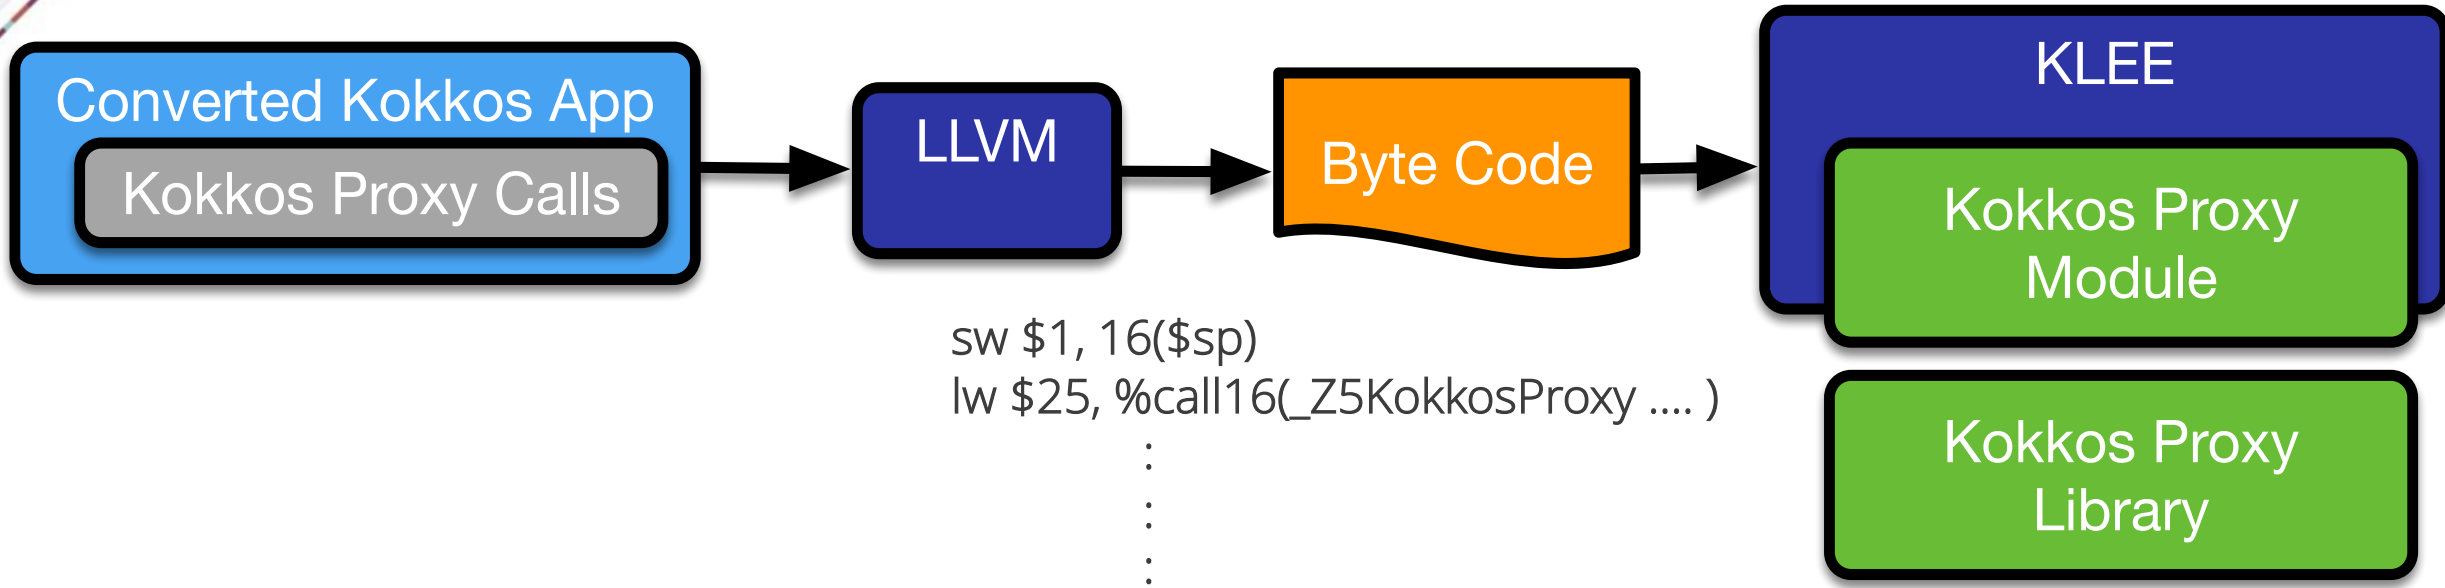 Converted Kokkos App
Kokkos Proxy Calls
LLVM
Byte Code
KLEE
Kokkos Proxy
Module
sw $1, 16($sp)
lw $25, %call16(_Z5KokkosProxy .... )
:
:
:
Kokkos Proxy
Library